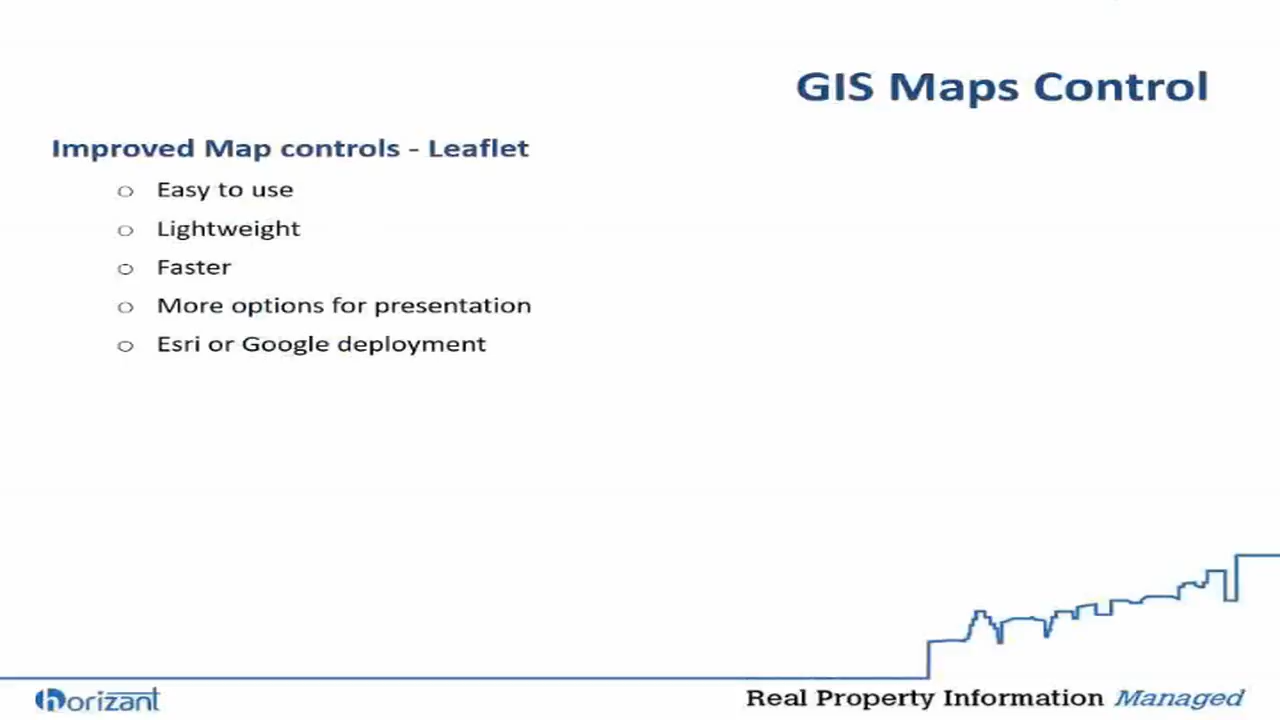 GIS Maps Control
Improved Map controls - Leaflet
Easy to use
Lightweight
Faster
More options for presentation
Esri or Google deployment
horizant
Real Property Information Managed